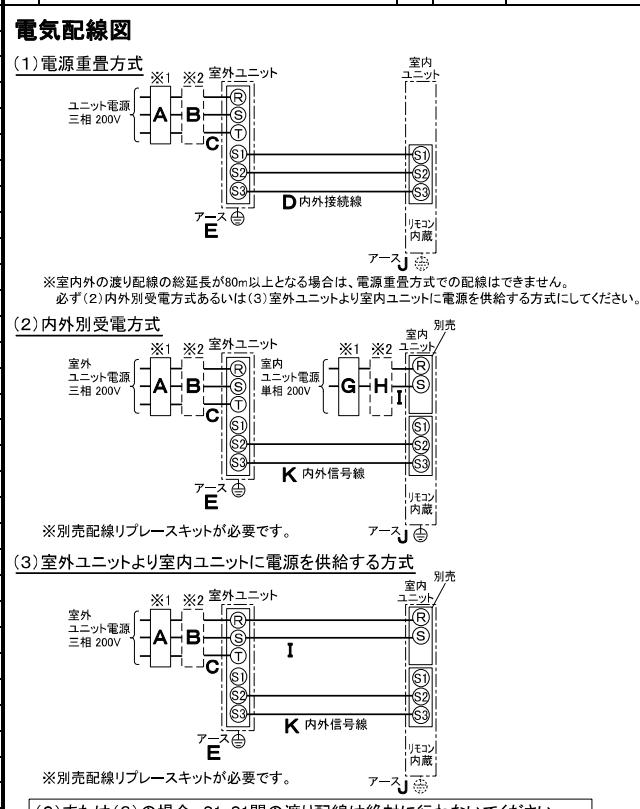 電気配線図
(1)電源重畳方式
※1 ※2 室外ユニット 室内ユニット
ユニット電源
三相 200V
A B C
R
S
T
S1 S1
S2 S2
S3 S3
D 内外接続線
アース
E
リモコン
内蔵
アース J
※室内外の渡り配線の総延長が80m以上となる場合は、電源重畳方式での配線はできません。
必ず(2)内外別受電方式あるいは(3)室外ユニットより室内ユニットに電源を供給する方式にしてください。
(2)内外別受電方式
別売
※1 ※2 室外ユニット ※1 ※2 室内ユニット
室外
ユニット電源
三相 200V
A B C
R
S
T
室内
ユニット電源
単相 200V
G H I
R
S
S1 S1
S2 S2
S3 S3
K 内外信号線
アース
E
リモコン
内蔵
※別売配線リプレースキットが必要です。
アース J
(3)室外ユニットより室内ユニットに電源を供給する方式
別売
※1 ※2 室外ユニット 室内ユニット
室外
ユニット電源
三相 200V
A B C
R R
S S
T
I
S1 S1
S2 S2
S3 S3
K 内外信号線
アース
E
リモコン
内蔵
※別売配線リプレースキットが必要です。
アース J